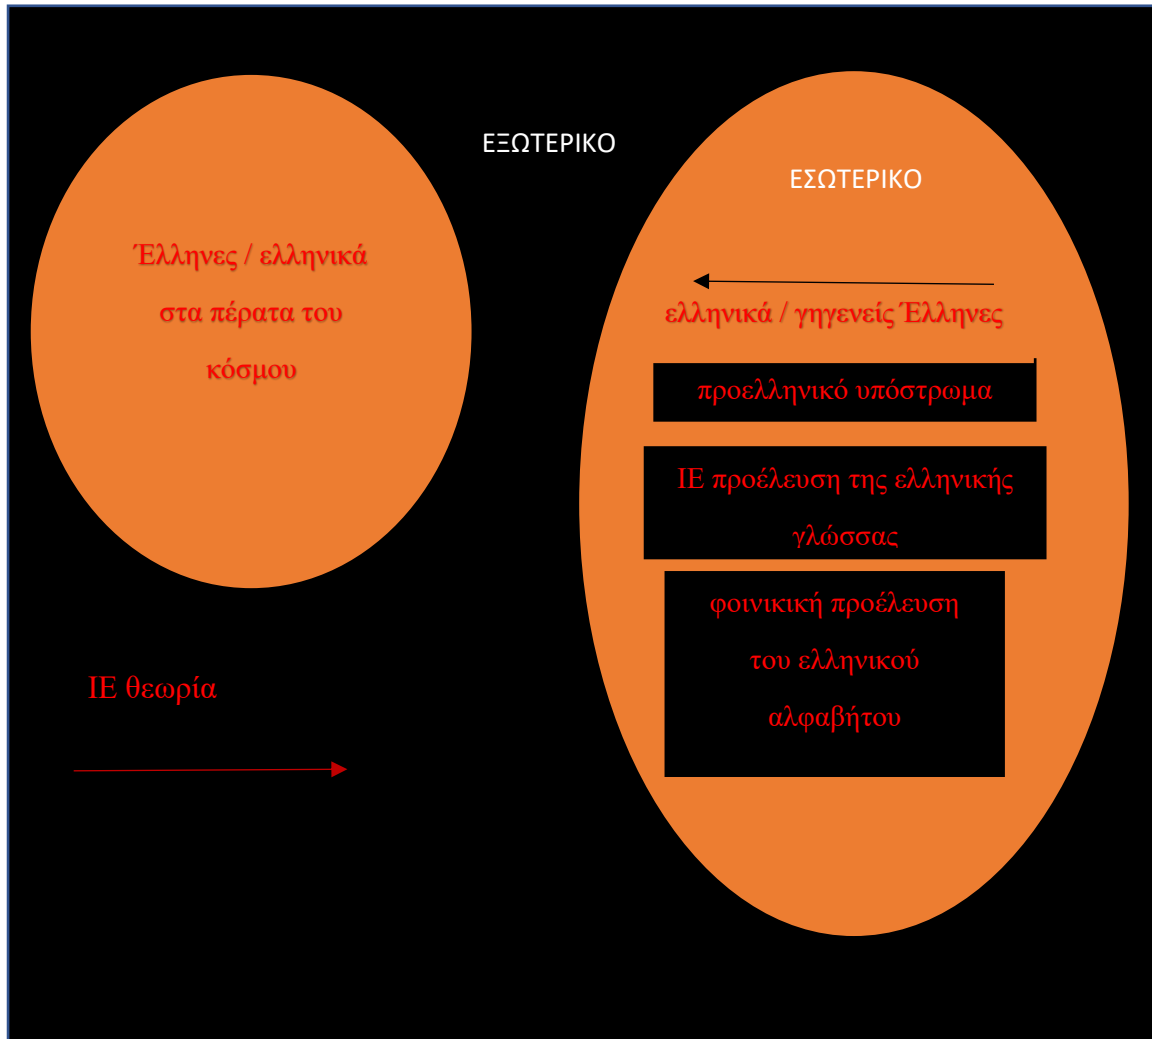 ΕΞΩΤΕΡΙΚΟ
ΕΣΩΤΕΡΙΚΟ
Έλληνες / ελληνικά
στα πέρατα του
κόσμου
ελληνικά / γηγενείς Έλληνες
προελληνικό υπόστρωμα
ΙΕ προέλευση της ελληνικής
γλώσσας
φοινικική προέλευση
του ελληνικού
αλφαβήτου
ΙΕ θεωρία